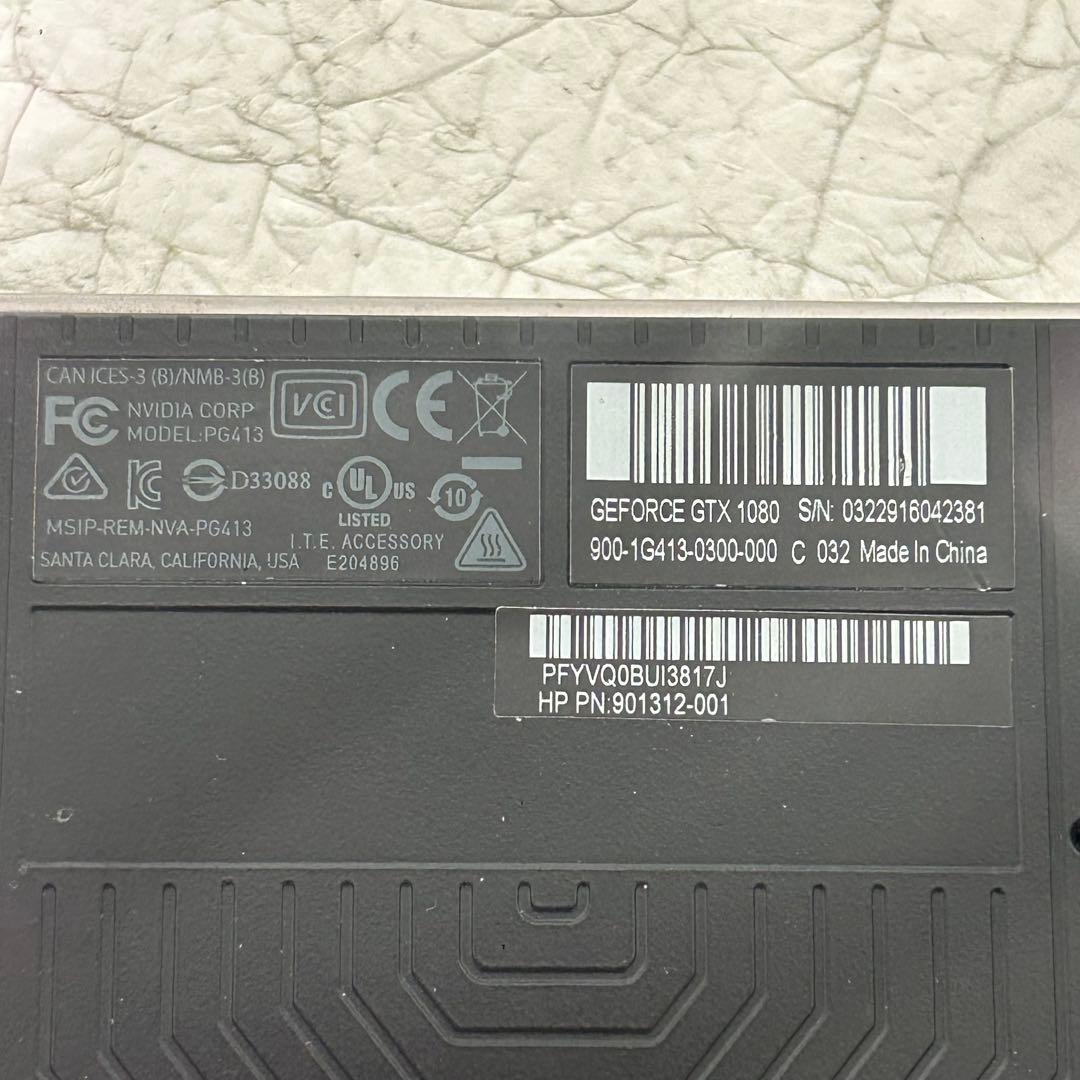 CAN ICES-3 (B)/NMB-3(B)
FC
NVIDIA CORP
MODEL:PG413
VCI
CE
D33088
C UL US
LISTED
10
MSIP-REM-NVA-PG413
I.T.E. ACCESSORY
SANTA CLARA, CALIFORNIA, USA E204896
GEFORCE GTX 1080 S/N: 0322916042381
900-1G413-0300-000 C 032 Made In China
PFYVQ0BUI3817J
HP PN:901312-001